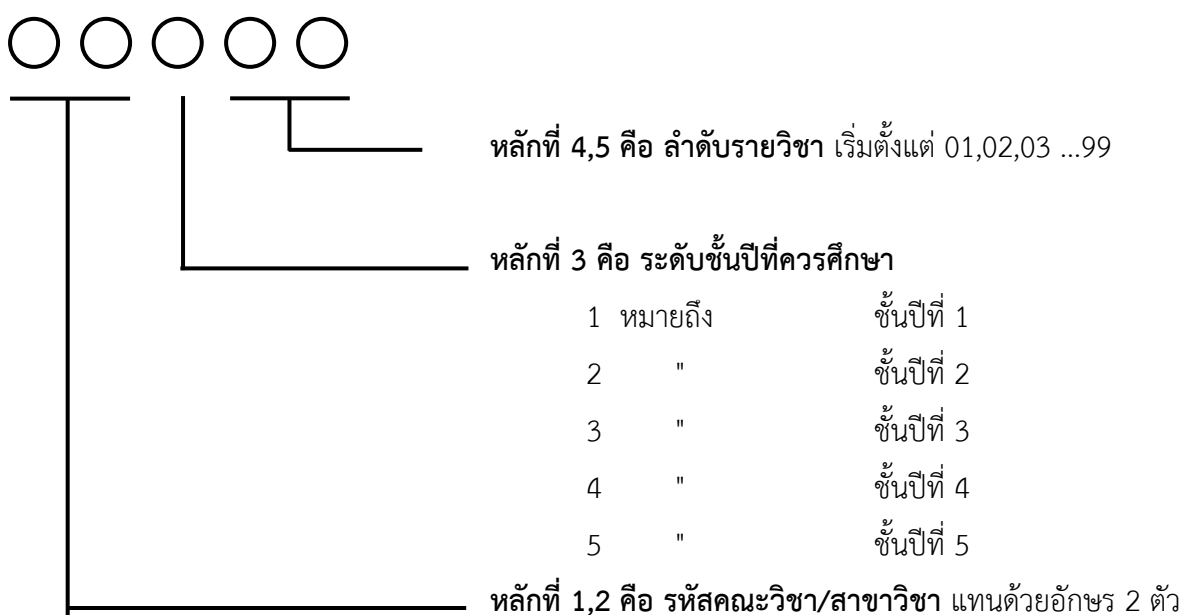 หลักที่ 4,5 คือ ลำดับรายวิชา เริ่มตั้งแต่ 01,02,03 ...99
หลักที่ 3 คือ ระดับชั้นปีที่ควรศึกษา
1 หมายถึง ชั้นปีที่ 1
2 " ชั้นปีที่ 2
3 " ชั้นปีที่ 3
4 " ชั้นปีที่ 4
5 " ชั้นปีที่ 5
หลักที่ 1,2 คือ รหัสคณะวิชา/สาขาวิชา แทนด้วยอักษร 2 ตัว